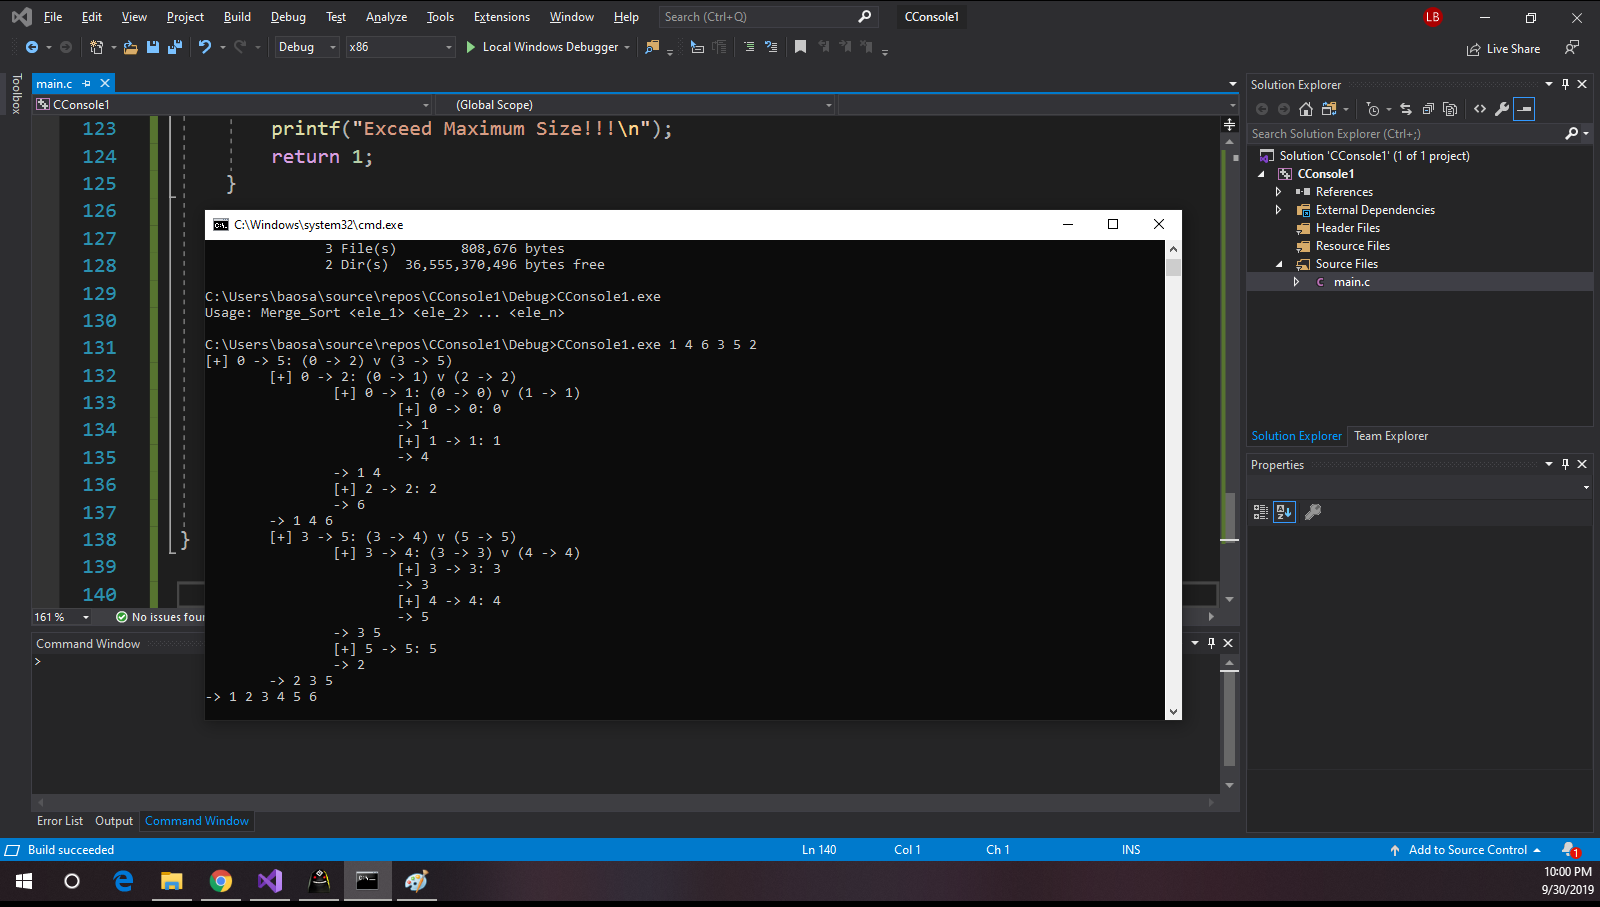 File Edit View Project Build Debug Test Analyze Tools Extensions Window Help Search (Ctrl+Q) CConsole1 LB
Debug x86 Local Windows Debugger Live Share
Toolbox
main.c
CConsole1 (Global Scope)
123 printf("Exceed Maximum Size!!!\n");
124 return 1;
125 }
126
127
128
129
130
131
132
133
134
135
136
137
138 }
139
140
161 % No issues foun
C:\Windows\system32\cmd.exe
3 File(s) 808,676 bytes
2 Dir(s) 36,555,370,496 bytes free
C:\Users\baosa\source\repos\CConsole1\Debug>CConsole1.exe
Usage: Merge_Sort <ele_1> <ele_2> ... <ele_n>
C:\Users\baosa\source\repos\CConsole1\Debug>CConsole1.exe 1 4 6 3 5 2
[+] 0 -> 5: (0 -> 2) v (3 -> 5)
[+] 0 -> 2: (0 -> 1) v (2 -> 2)
[+] 0 -> 1: (0 -> 0) v (1 -> 1)
[+] 0 -> 0: 0
-> 1
[+] 1 -> 1: 1
-> 4
-> 1 4
[+] 2 -> 2: 2
-> 6
-> 1 4 6
[+] 3 -> 5: (3 -> 4) v (5 -> 5)
[+] 3 -> 4: (3 -> 3) v (4 -> 4)
[+] 3 -> 3: 3
-> 3
[+] 4 -> 4: 4
-> 5
-> 3 5
[+] 5 -> 5: 5
-> 2
-> 2 3 5
-> 1 2 3 4 5 6
Solution Explorer
Search Solution Explorer (Ctrl+;)
Solution 'CConsole1' (1 of 1 project)
CConsole1
References
External Dependencies
Header Files
Resource Files
Source Files
main.c
Solution Explorer Team Explorer
Properties
Command Window
>
Error List Output Command Window
Build succeeded Ln 140 Col 1 Ch 1 INS Add to Source Control 1
10:00 PM
9/30/2019